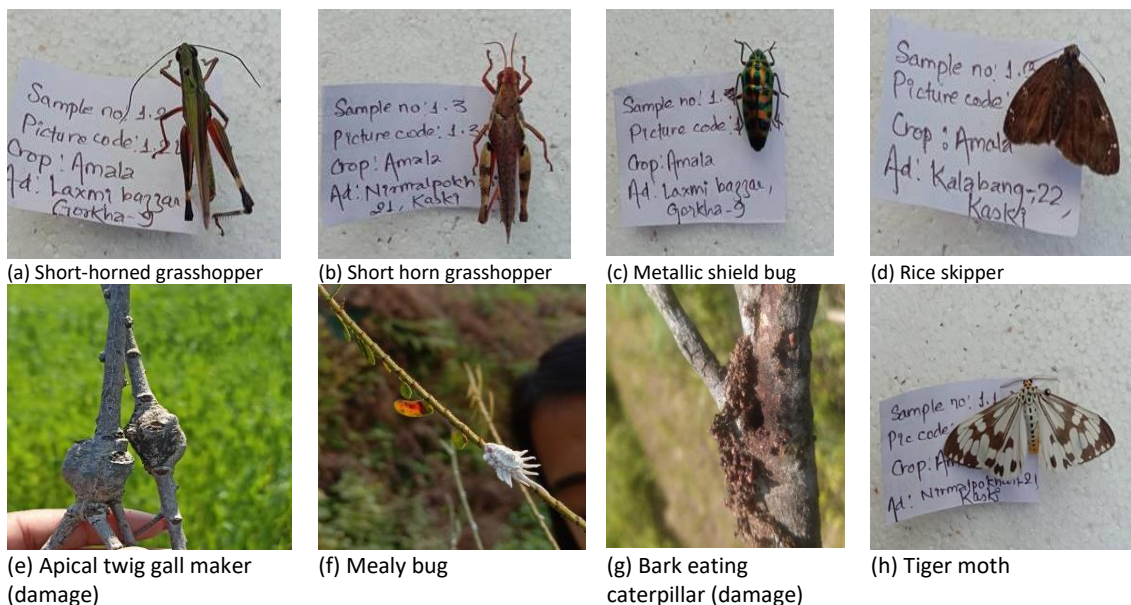 Sample no: 1.2
Picture code: 1.2
Crop: Amala
Ad: Laxmi bazzar
Gorkha-9
Sample no: 1.3
Picture code: 1.3
Crop: Amala
Ad: Nirmalpokh
21, Kaski
Sample no: 1.
Picture code:
Crop: Amala
Ad: Laxmi bazzar,
Gorkha-9
Sample no: 1.
Picture code:
Crop: Amala
Ad: Kalabang-22,
Kaski
(a) Short-horned grasshopper
(b) Short horn grasshopper
(c) Metallic shield bug
(d) Rice skipper
Sample no: 1.1
Pic code:
Crop: Am
Ad: Nirmalpokhari-21
Kaski
(e) Apical twig gall maker
(damage)
(f) Mealy bug
(g) Bark eating
caterpillar (damage)
(h) Tiger moth